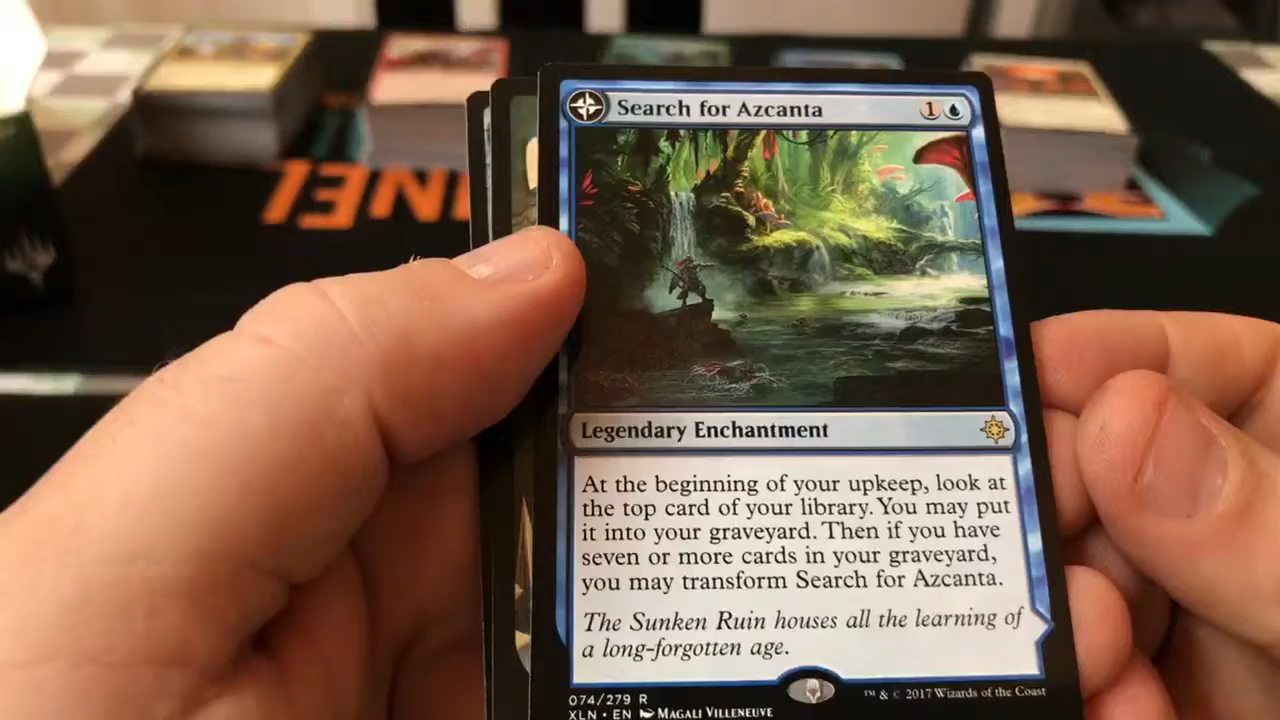 Search for Azcanta 1
Legendary Enchantment
At the beginning of your upkeep, look at
the top card of your library. You may put
it into your graveyard. Then if you have
seven or more cards in your graveyard,
you may transform Search for Azcanta.
The Sunken Ruin houses all the learning of
a long-forgotten age.
074/279 R
XLN • EN MAGALI VILLENEUVE
™ & © 2017 Wizards of the Coast